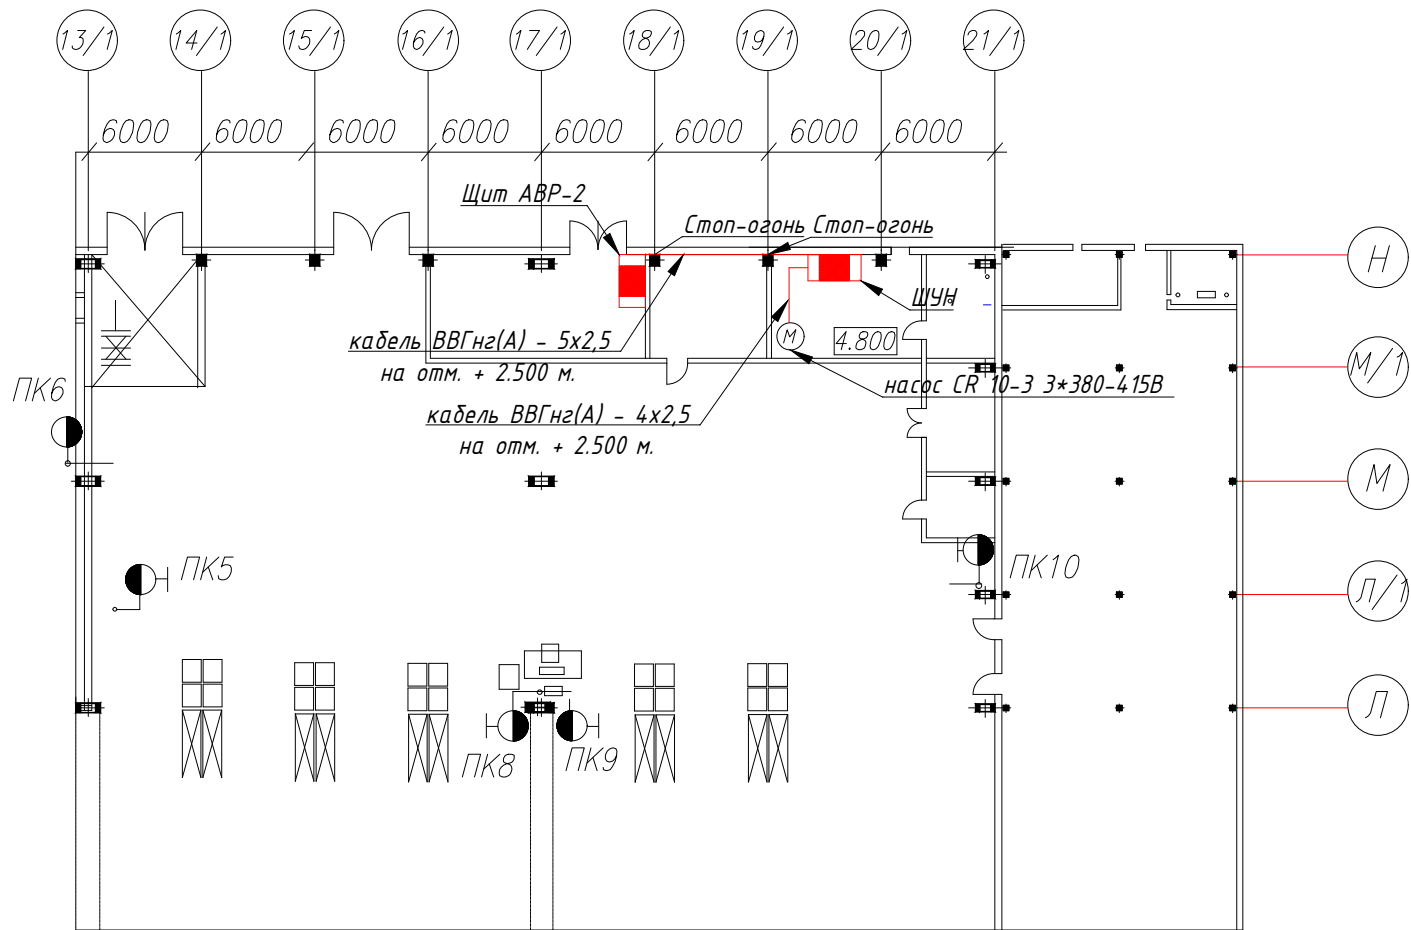 13/1 14/1 15/1 16/1 17/1 18/1 19/1 20/1 21/1
6000 6000 6000 6000 6000 6000 6000 6000
Щит АВР-2
Стоп-огонь Стоп-огонь
Н
ШУН
кабель ВВГнг(А) - 5х2,5
на отм. + 2.500 м.
4.800
М
М/1
насос CR 10-3 3*380-415В
ПК6
кабель ВВГнг(А) - 4х2,5
на отм. + 2.500 м.
М
ПК5
ПК10
Л/1
Л
ПК8
ПК9